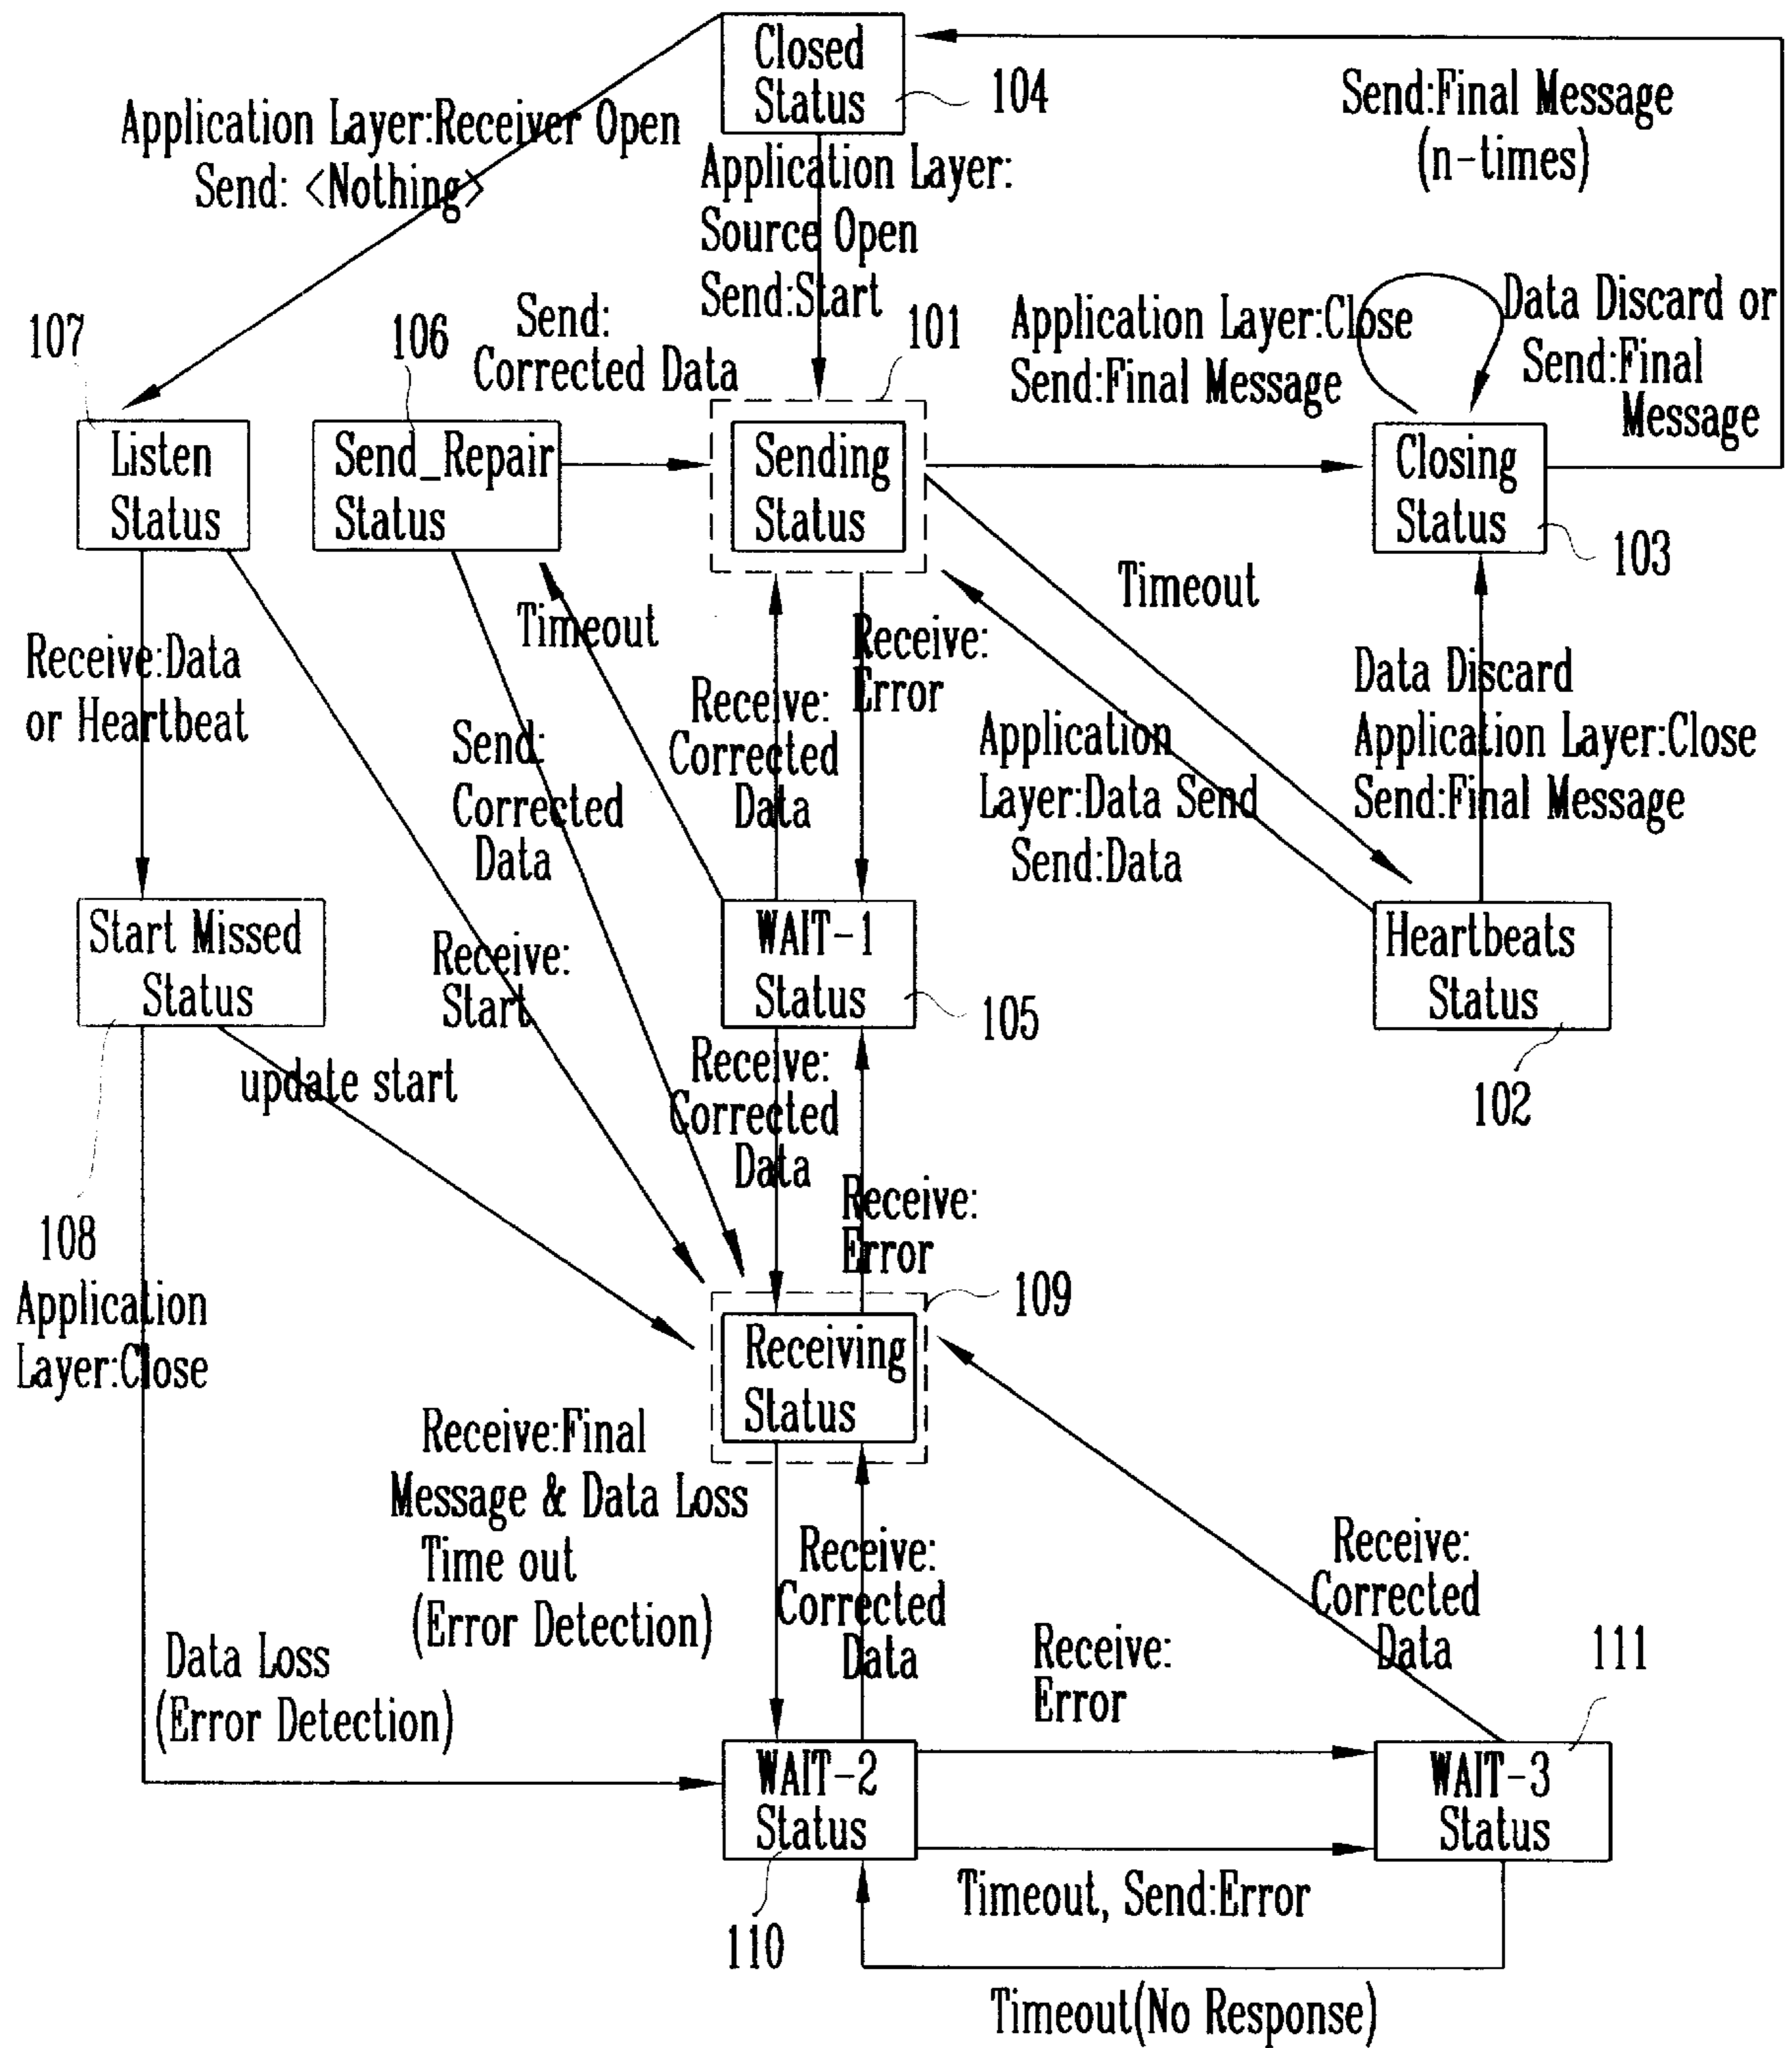 Closed
Status
104
Send:Final Message
(n-times)
Application Layer:Receiver Open
Send: <Nothing>
Application Layer:
Source Open
Send:Start
Send:
Corrected Data
107
106
101
Application Layer:Close
Send:Final Message
Data Discard or
Send:Final
Message
Listen
Status
Send_Repair
Status
Sending
Status
Closing
Status
103
Timeout
Timeout
Receive:Data
or Heartbeat
Receive:
Error
Receive:
Corrected
Data
Send:
Corrected
Data
Application
Layer:Data Send
Send:Data
Data Discard
Application Layer:Close
Send:Final Message
Start Missed
Status
Receive:
Start
WAIT-1
Status
105
Heartbeats
Status
102
update start
Receive:
Corrected
Data
Receive:
Error
108
Application
Layer:Close
109
Receiving
Status
Receive:Final
Message & Data Loss
Time out
(Error Detection)
Receive:
Corrected
Data
Receive:
Corrected
Data
Data Loss
(Error Detection)
Receive:
Error
111
WAIT-2
Status
WAIT-3
Status
110
Timeout, Send:Error
Timeout(No Response)